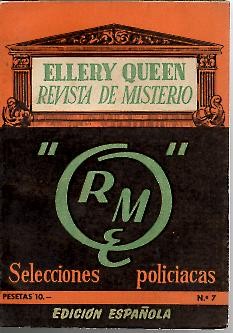 ELLERY QUEEN
REVISTA DE MISTERIO
"Q"
R
M
E
Selecciones policiacas
PESETAS 10.- N.º 7
EDICIÓN ESPAÑOLA